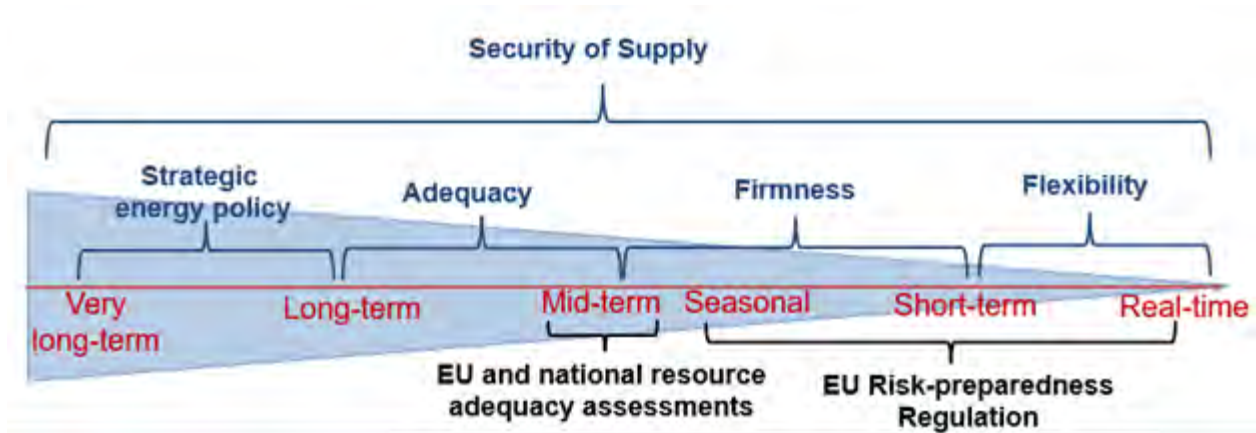 Security of Supply
Strategic
energy policy
Adequacy
Firmness
Flexibility
Very
long-term
Long-term
Mid-term
Seasonal
Short-term
Real-time
EU and national resource
adequacy assessments
EU Risk-preparedness
Regulation